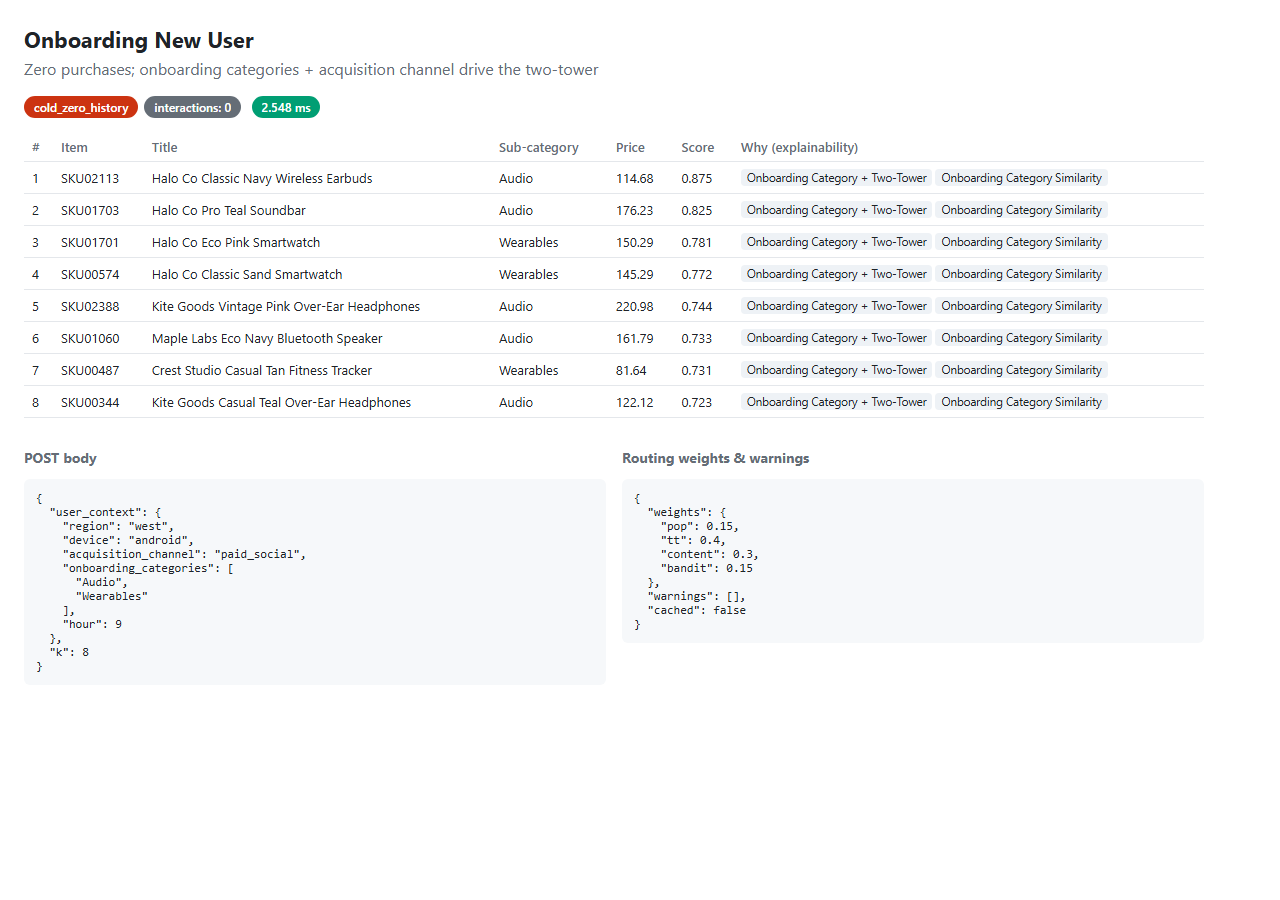 Onboarding New User
Zero purchases; onboarding categories + acquisition channel drive the two-tower
cold_zero_history interactions: 0 2.548 ms
# Item Title Sub-category Price Score Why (explainability)
1 SKU02113 Halo Co Classic Navy Wireless Earbuds Audio 114.68 0.875 Onboarding Category + Two-Tower Onboarding Category Similarity
2 SKU01703 Halo Co Pro Teal Soundbar Audio 176.23 0.825 Onboarding Category + Two-Tower Onboarding Category Similarity
3 SKU01701 Halo Co Eco Pink Smartwatch Wearables 150.29 0.781 Onboarding Category + Two-Tower Onboarding Category Similarity
4 SKU00574 Halo Co Classic Sand Smartwatch Wearables 145.29 0.772 Onboarding Category + Two-Tower Onboarding Category Similarity
5 SKU02388 Kite Goods Vintage Pink Over-Ear Headphones Audio 220.98 0.744 Onboarding Category + Two-Tower Onboarding Category Similarity
6 SKU01060 Maple Labs Eco Navy Bluetooth Speaker Audio 161.79 0.733 Onboarding Category + Two-Tower Onboarding Category Similarity
7 SKU00487 Crest Studio Casual Tan Fitness Tracker Wearables 81.64 0.731 Onboarding Category + Two-Tower Onboarding Category Similarity
8 SKU00344 Kite Goods Casual Teal Over-Ear Headphones Audio 122.12 0.723 Onboarding Category + Two-Tower Onboarding Category Similarity
POST body
{
  "user_context": {
    "region": "west",
    "device": "android",
    "acquisition_channel": "paid_social",
    "onboarding_categories": [
      "Audio",
      "Wearables"
    ],
    "hour": 9
  },
  "k": 8
}
Routing weights & warnings
{
  "weights": {
    "pop": 0.15,
    "tt": 0.4,
    "content": 0.3,
    "bandit": 0.15
  },
  "warnings": [],
  "cached": false
}